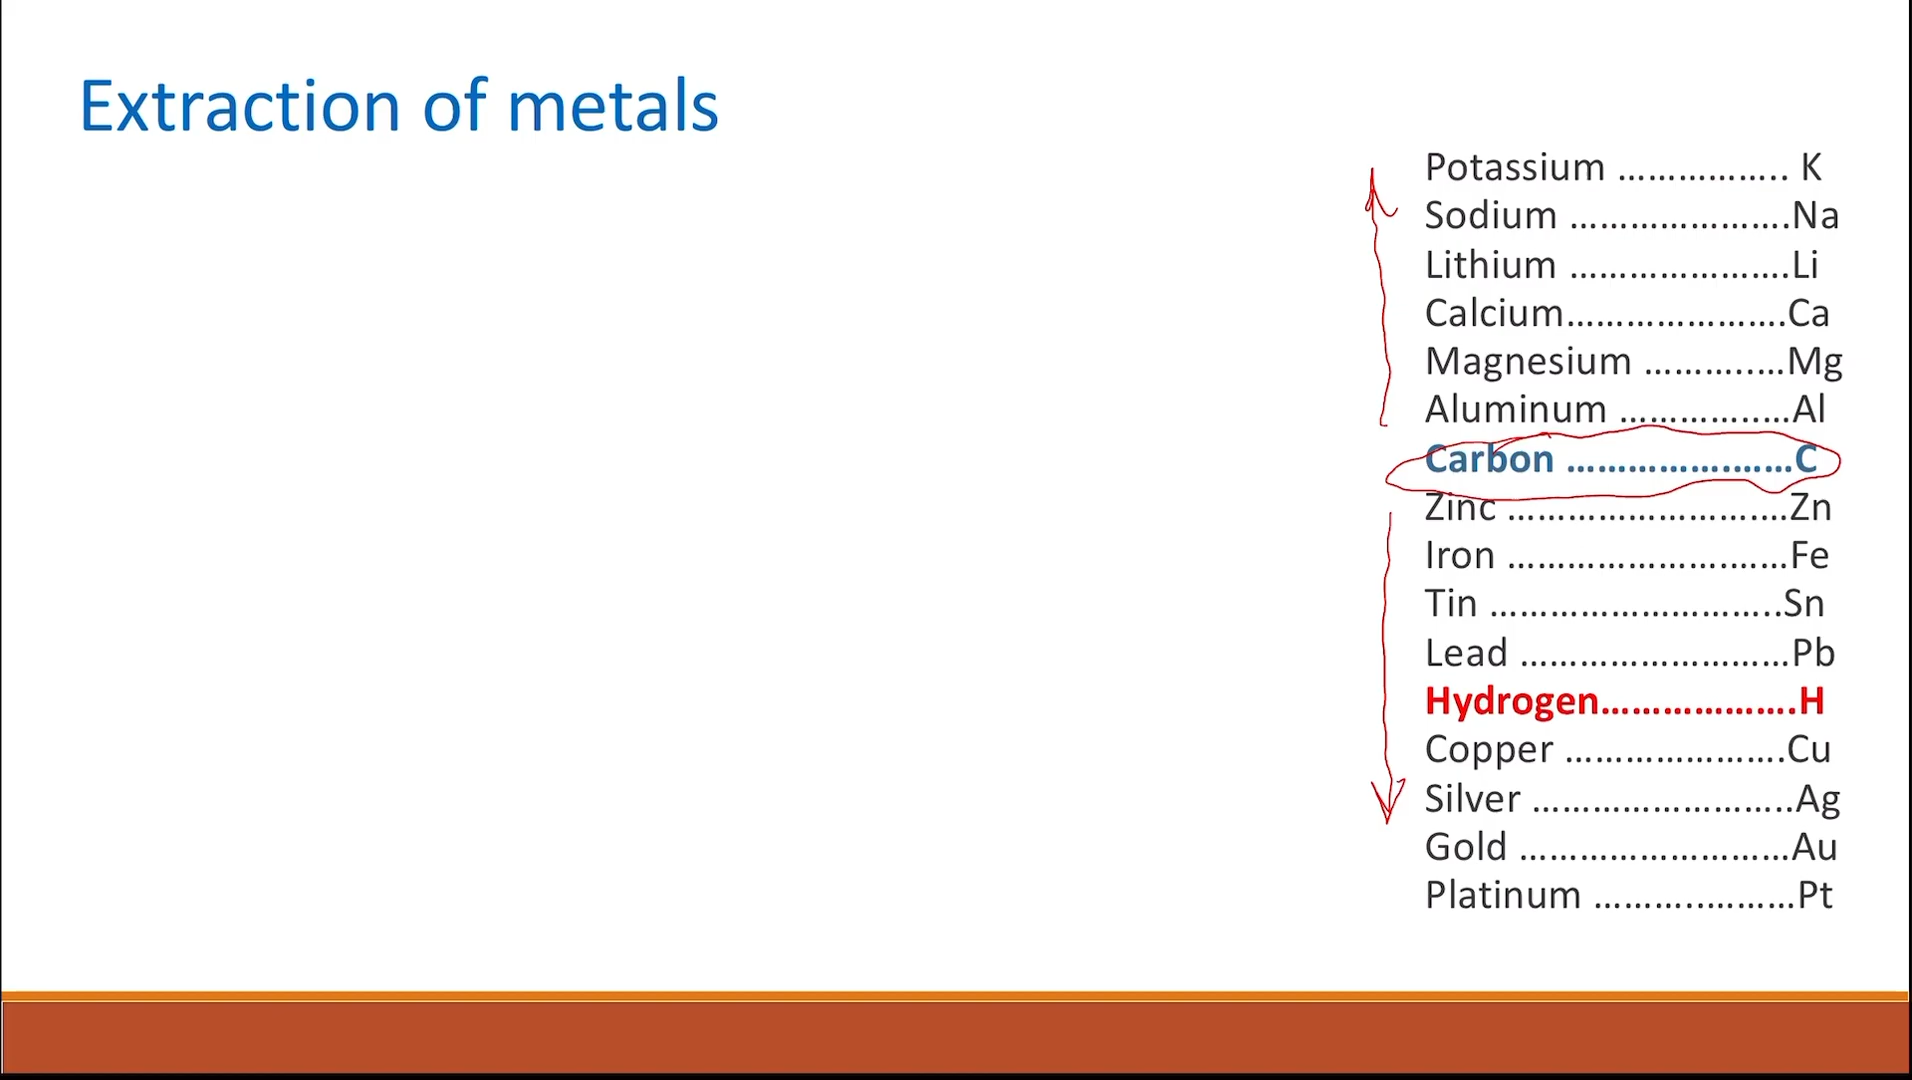 Extraction of metals
Potassium …………….. K
Sodium ………………….Na
Lithium ………………….Li
Calcium………………….Ca
Magnesium ………..…Mg
Aluminum ……………..Al
Carbon …………….……C
Zinc ……………………….Zn
Iron ………………….……Fe
Tin ………………………..Sn
Lead ………………………Pb
Hydrogen……………….H
Copper ………………….Cu
Silver ……………………..Ag
Gold ………………………Au
Platinum ………..………Pt